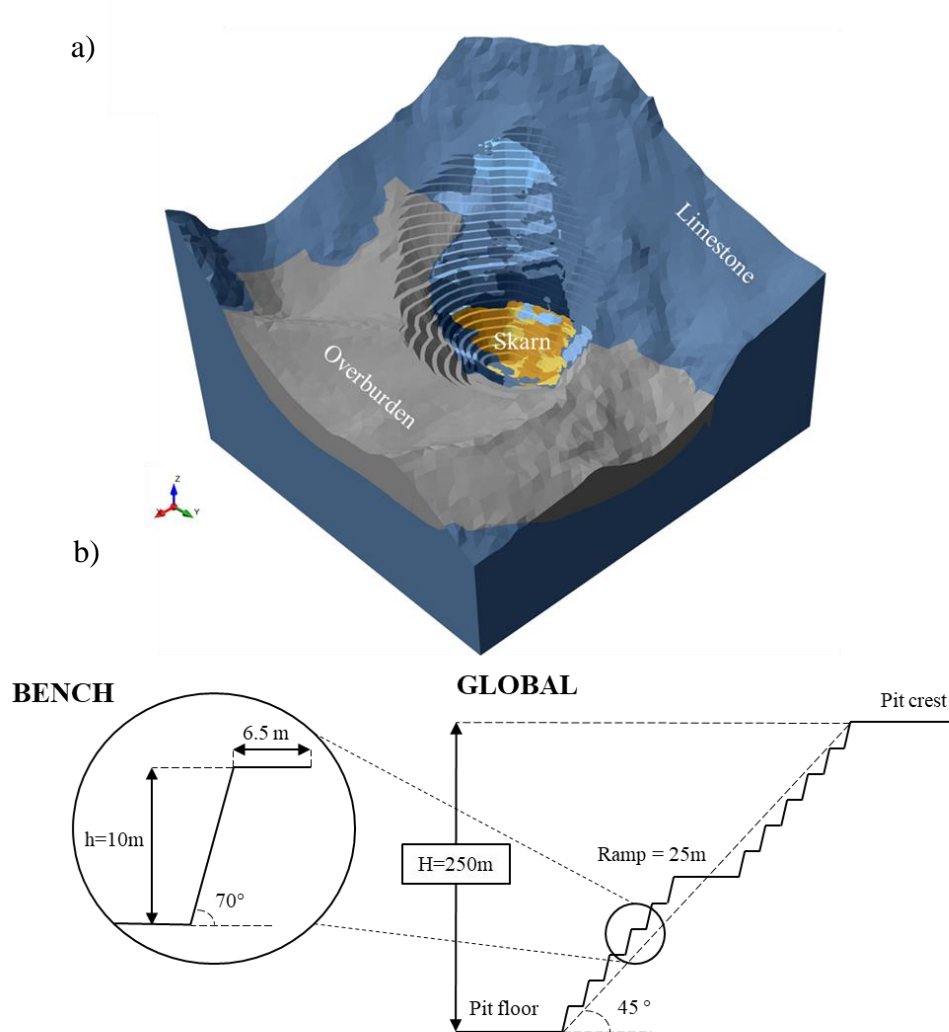 a)
Limestone
Skarn
Overburden
Z
Y
b)
BENCH
GLOBAL
Pit crest
6.5 m
h=10m
70°
Ramp = 25m
H=250m
Pit floor
45 °